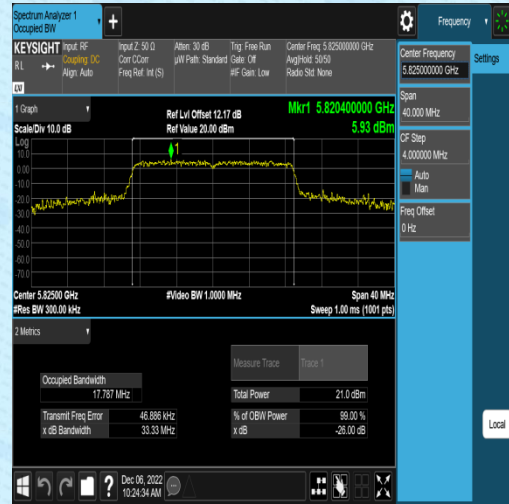 Spectrum Analyzer 1
Occupied BW
+
Frequency
KEYSIGHT
RL
LXI
Input: RF
Coupling: DC
Align: Auto
Input Z: 50 Ω
Corr CCorr
Freq Ref: Int (S)
Atten: 30 dB
µW Path: Standard
Trig: Free Run
Gate: Off
#IF Gain: Low
Center Freq: 5.825000000 GHz
Avg|Hold: 50/50
Radio Std: None
Center Frequency
5.825000000 GHz
Settings
Span
40.000 MHz
CF Step
4.000000 MHz
Auto
Man
Freq Offset
0 Hz
Local
1 Graph
Scale/Div 10.0 dB
Ref Lvl Offset 12.17 dB
Ref Value 20.00 dBm
Mkr1 5.820400000 GHz
5.93 dBm
Log
10.0
0.00
-10.0
-20.0
-30.0
-40.0
-50.0
-60.0
-70.0
1
Center 5.82500 GHz
#Res BW 300.00 kHz
#Video BW 1.0000 MHz
Span 40 MHz
Sweep 1.00 ms (1001 pts)
2 Metrics
Measure Trace
Trace 1
Occupied Bandwidth
17.787 MHz
Total Power
21.0 dBm
Transmit Freq Error
46.886 kHz
% of OBW Power
99.00 %
x dB Bandwidth
33.33 MHz
x dB
-26.00 dB
?
Dec 06, 2022
10:24:34 AM